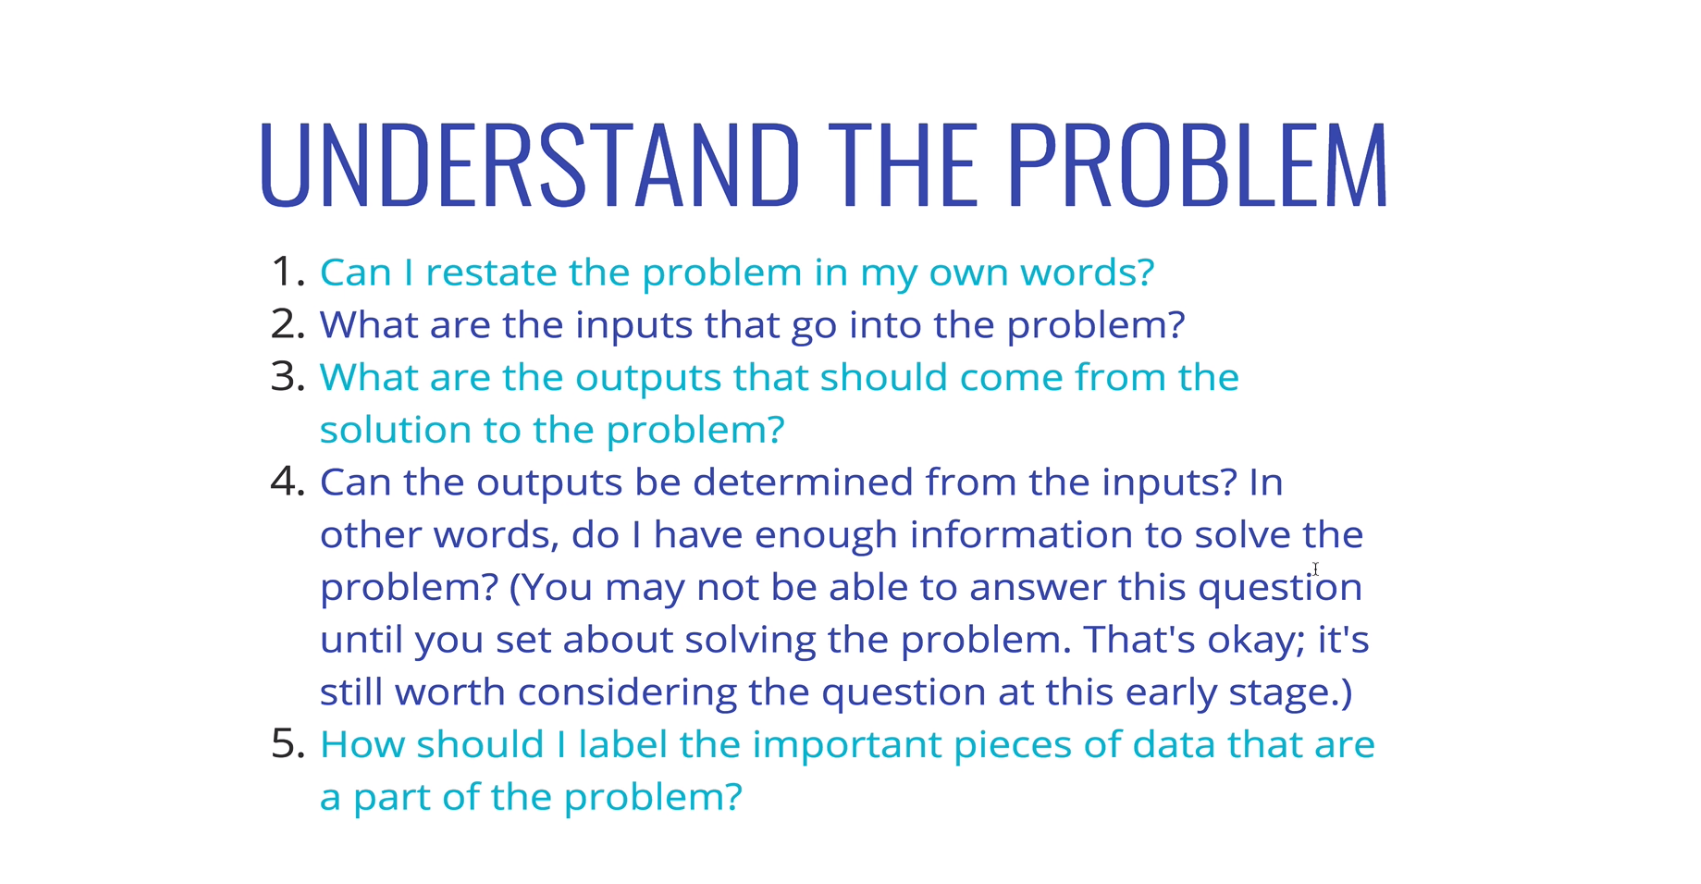 UNDERSTAND THE PROBLEM
1. Can I restate the problem in my own words?
2. What are the inputs that go into the problem?
3. What are the outputs that should come from the
solution to the problem?
4. Can the outputs be determined from the inputs? In
other words, do I have enough information to solve the
problem? (You may not be able to answer this question
until you set about solving the problem. That's okay; it's
still worth considering the question at this early stage.)
5. How should I label the important pieces of data that are
a part of the problem?